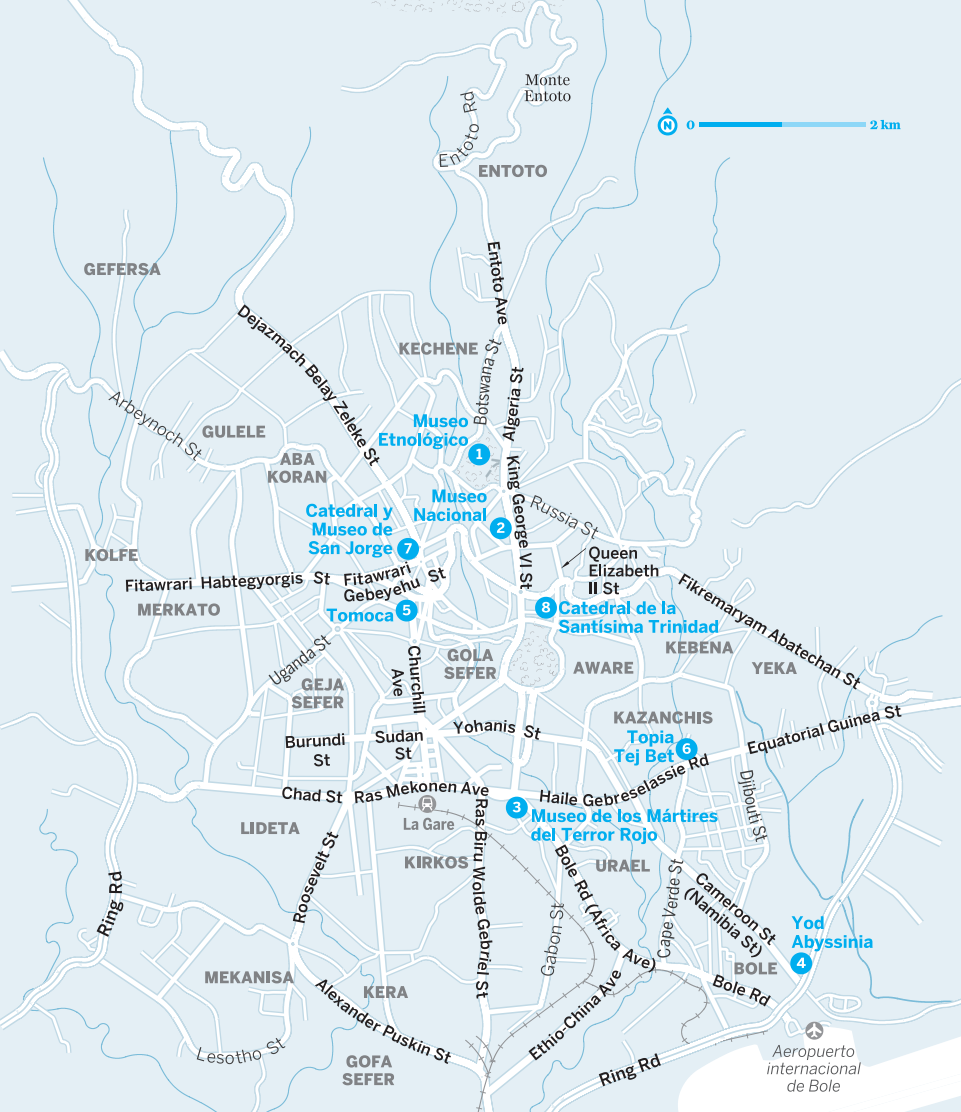 Monte
Entoto
N
0
2 km
Entoto Rd
ENTOTO
GEFERSA
Entoto Ave
Dejazmach Belay Zeleke St
KECHENE
Botswana St
Algeria St
Arbeynoch St
GULELE
Museo
Etnológico
1
ABA
KORAN
King George VI St
Museo
Nacional
2
Russia St
Catedral y
Museo de
San Jorge
7
KOLFE
Queen
Elizabeth
II St
Fitawrari Habtegyorgis St
Fitawrari
Gebeyehu St
Fikremaryam Abatechan St
MERKATO
Tomoca
5
8
Catedral de la
Santísima Trinidad
Uganda St
Churchill
Ave
GOLA
SEFER
AWARE
KEBENA
YEKA
GEJA
SEFER
KAZANCHIS
Topia
Tej Bet
6
Equatorial Guinea St
Burundi
St
Sudan
St
Yohanis St
Haile Gebreselassie Rd
Djibouti St
Chad St
Ras Mekonen Ave
La Gare
3
Museo de los Mártires
del Terror Rojo
LIDETA
Roosevelt St
KIRKOS
Ras Biru Wolde Gebriel St
Bole Rd (Africa Ave)
URAEL
Cape Verde St
Cameroon St
(Namibia St)
Ring Rd
Gabon St
Yod
Abyssinia
4
MEKANISA
KERA
BOLE
Bole Rd
Alexander Puskin St
Ethio-China Ave
Lesotho St
GOFA
SEFER
Ring Rd
Aeropuerto
internacional
de Bole